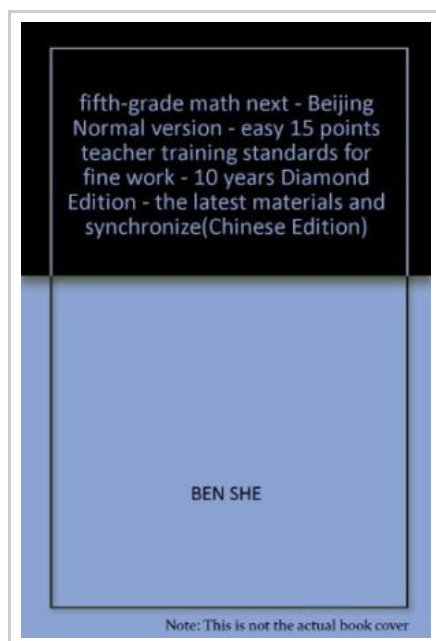 fifth-grade math next - Beijing
Normal version - easy 15 points
teacher training standards for
fine work - 10 years Diamond
Edition - the latest materials and
synchronize(Chinese Edition)
BEN SHE
Note: This is not the actual book cover